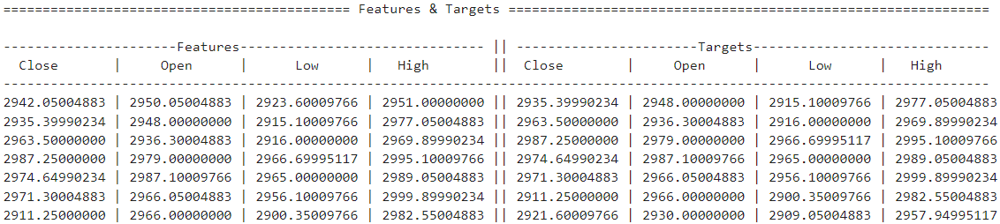 ============================================ Features & Targets =============================================================
----------------------Features------------------------------- || -----------------------Targets------------------------------
Close | Open | Low | High || Close | Open | Low | High
-----------------------------------------------------------------------------------------------------------------------------
2942.05004883 | 2950.05004883 | 2923.60009766 | 2951.00000000 || 2935.39990234 | 2948.00000000 | 2915.10009766 | 2977.05004883
2935.39990234 | 2948.00000000 | 2915.10009766 | 2977.05004883 || 2963.50000000 | 2936.30004883 | 2916.00000000 | 2969.89990234
2963.50000000 | 2936.30004883 | 2916.00000000 | 2969.89990234 || 2987.25000000 | 2979.00000000 | 2966.69995117 | 2995.10009766
2987.25000000 | 2979.00000000 | 2966.69995117 | 2995.10009766 || 2974.64990234 | 2987.10009766 | 2965.00000000 | 2989.05004883
2974.64990234 | 2987.10009766 | 2965.00000000 | 2989.05004883 || 2971.30004883 | 2966.05004883 | 2956.10009766 | 2999.89990234
2971.30004883 | 2966.05004883 | 2956.10009766 | 2999.89990234 || 2911.25000000 | 2966.00000000 | 2900.35009766 | 2982.55004883
2911.25000000 | 2966.00000000 | 2900.35009766 | 2982.55004883 || 2921.60009766 | 2930.00000000 | 2909.05004883 | 2957.94995117